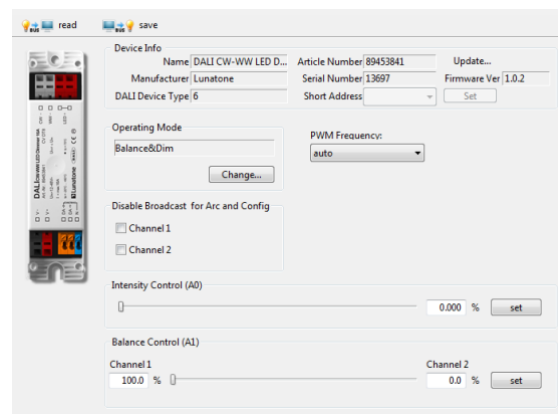 read save
Device Info
Name DALI CW-WW LED D... Article Number 89453841 Update...
Manufacturer Lunatone Serial Number 13697 Firmware Ver 1.0.2
DALI Device Type 6 Short Address Set
Operating Mode
Balance&Dim
Change...
PWM Frequency:
auto
Disable Broadcast for Arc and Config
Channel 1
Channel 2
Intensity Control (A0)
0.000 % set
Balance Control (A1)
Channel 1 Channel 2
100.0 % 0.0 % set
DALI
Lunatone